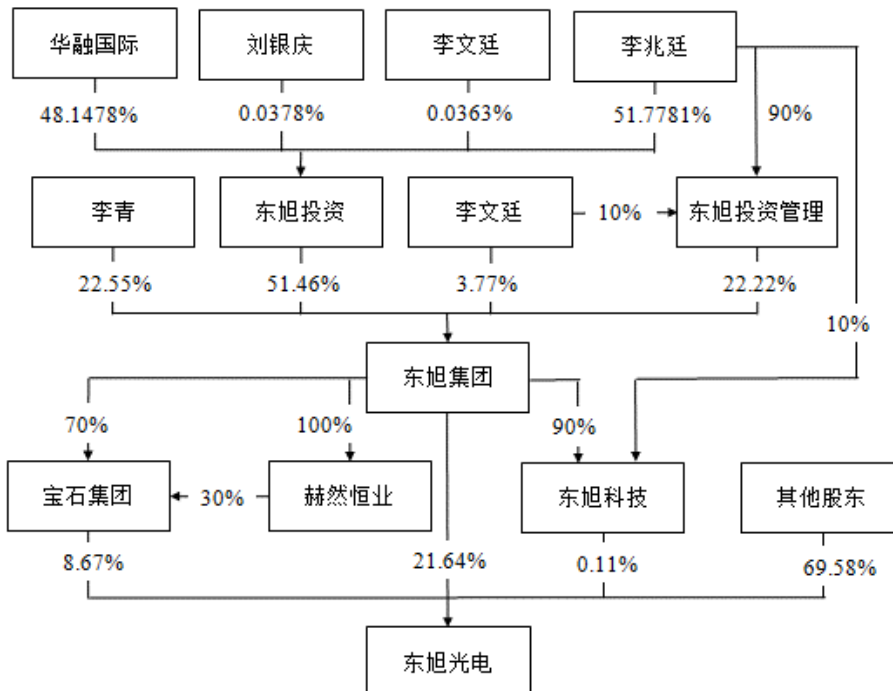 华融国际
刘银庆
李文廷
李兆廷
48.1478%
0.0378%
0.0363%
51.7781%
90%
李青
东旭投资
李文廷
10%
东旭投资管理
22.55%
51.46%
3.77%
22.22%
10%
东旭集团
70%
100%
90%
宝石集团
30%
赫然恒业
东旭科技
其他股东
8.67%
21.64%
0.11%
69.58%
东旭光电